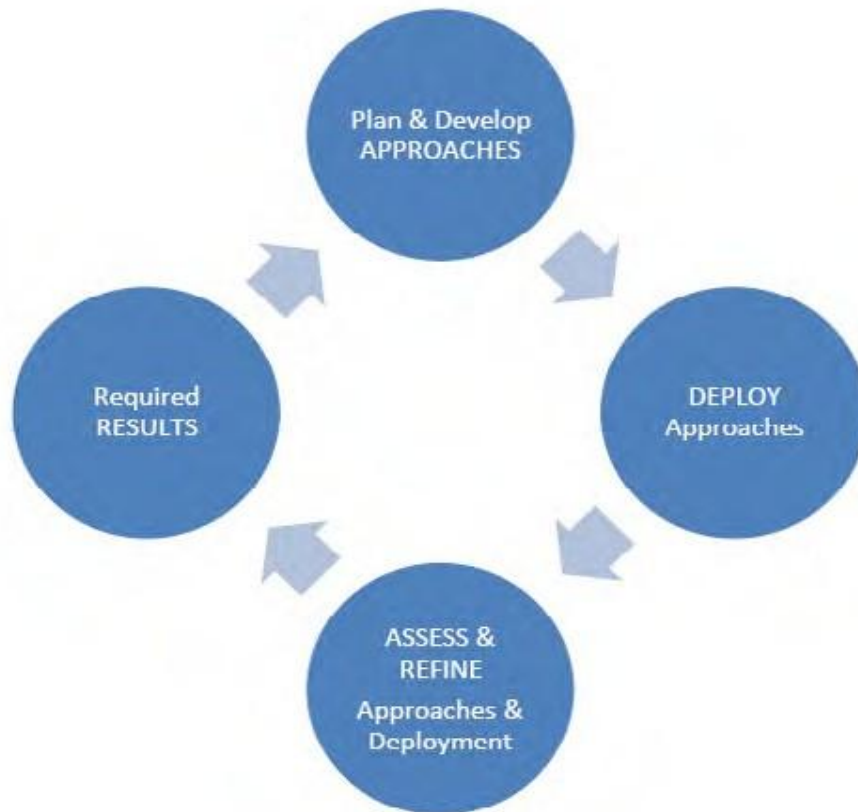 Plan & Develop
APPROACHES
DEPLOY
Approaches
ASSESS &
REFINE
Approaches &
Deployment
Required
RESULTS